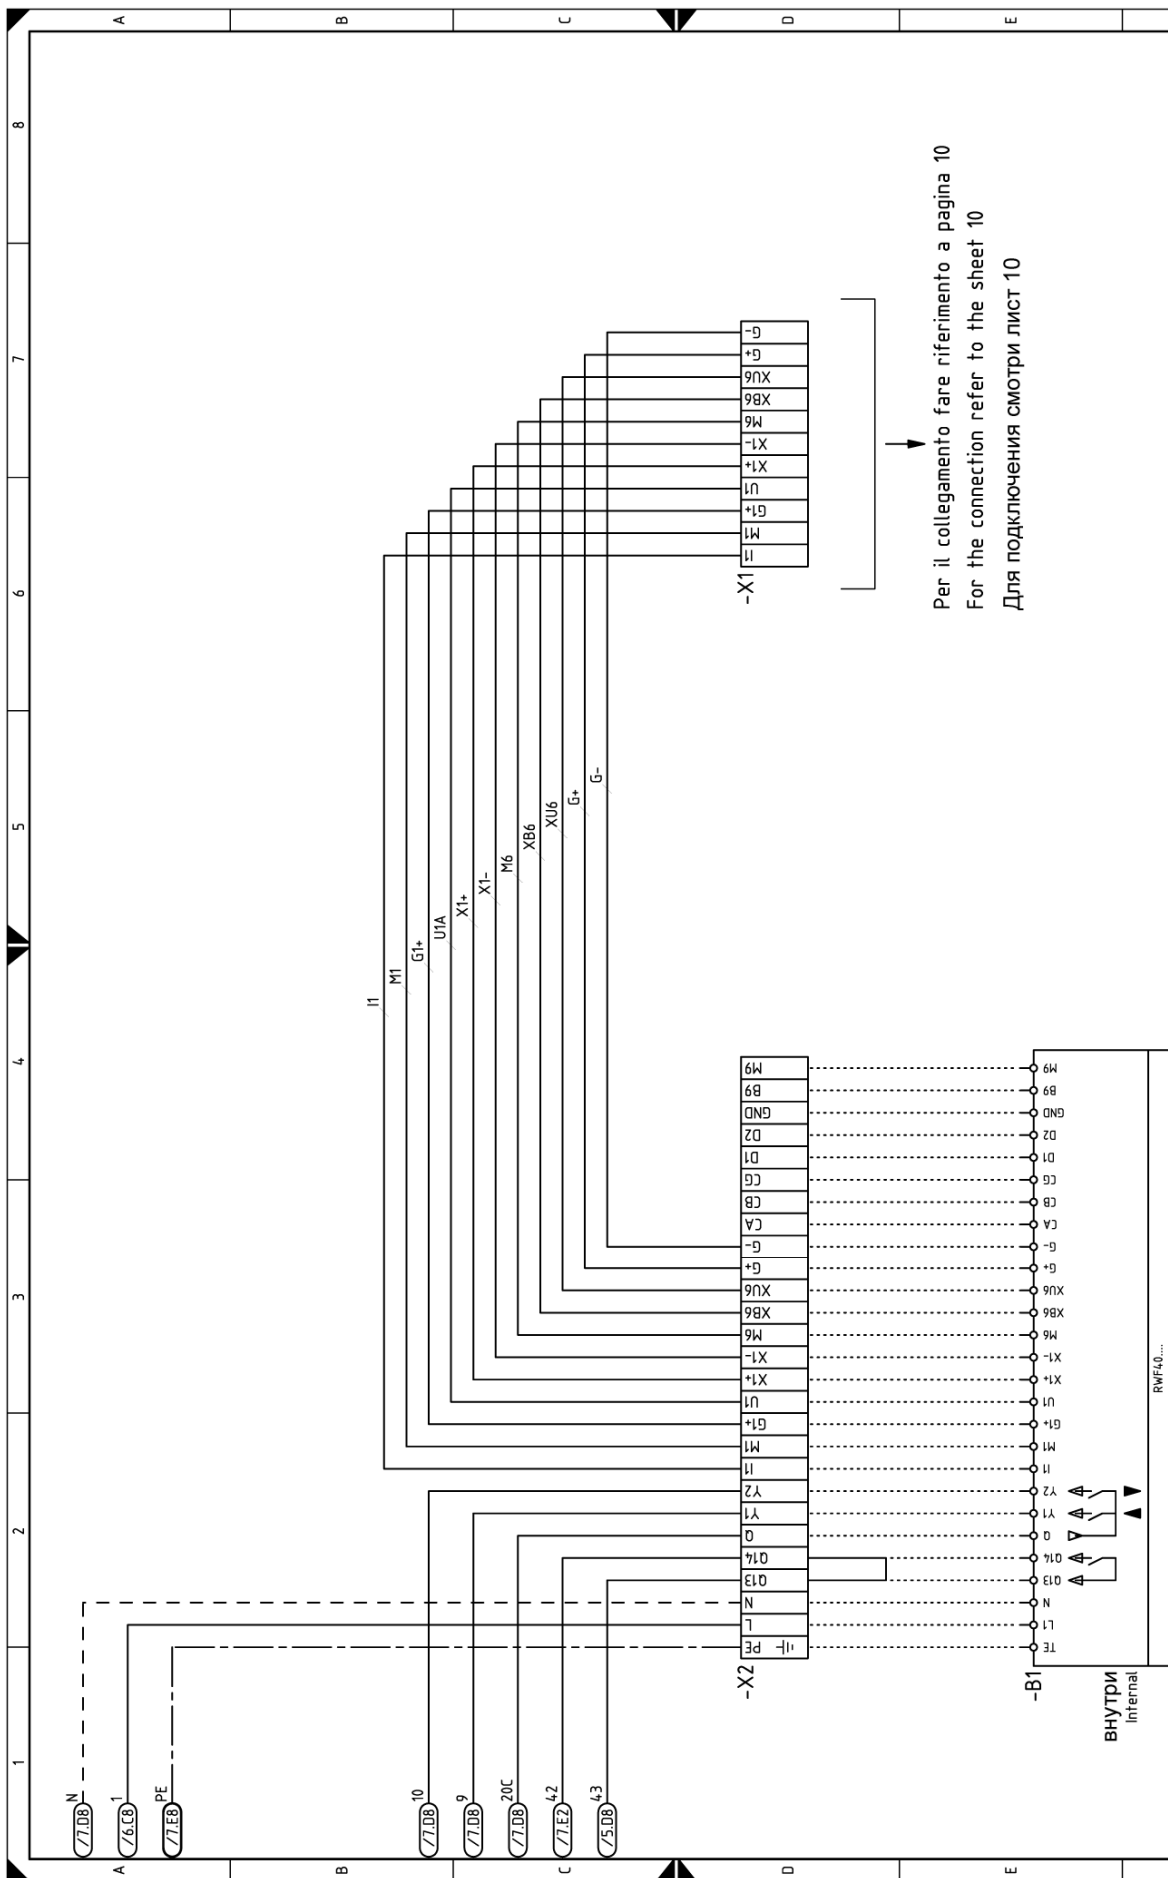 A
B
C
D
E
8
7
6
5
4
3
2
1
N
/7.D8
1
/6.C8
PE
/7.E8
10
/7.D8
9
/7.D8
20C
/7.D8
42
/7.E2
43
/5.D8
I1
M1
G1+
U1A
X1+
X1-
M6
XB6
XU6
G+
G-
-X1
I1
M1
G1+
U1
X1+
X1-
M6
XB6
XU6
G+
G-
Per il collegamento fare riferimento a pagina 10
For the connection refer to the sheet 10
Для подключения смотри лист 10
-X2
PE
L
N
Q13
Q14
Q
Y1
Y2
I1
M1
G1+
U1
X1+
X1-
M6
XB6
XU6
G+
G-
CA
CB
CG
D1
D2
GND
B9
M9
-B1
внутри
Internal
TE
L1
N
Q13
Q14
Q
Y1
Y2
I1
M1
G1+
U1
X1+
X1-
M6
XB6
XU6
G+
G-
CA
CB
CG
D1
D2
GND
B9
M9
RWF40....
A
B
C
D
E